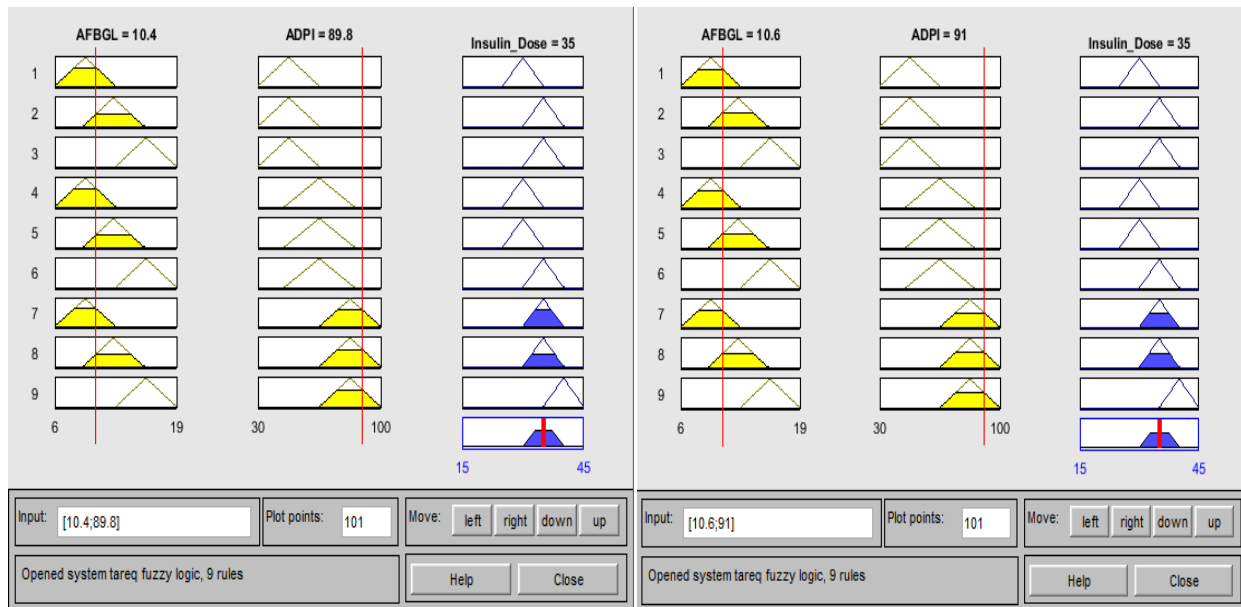 AFBGL = 10.4 ADPI = 89.8 Insulin_Dose = 35
1
2
3
4
5
6
7
8
9
6 19 30 100
15 45
Input: [10.4;89.8] Plot points: 101 Move: left right down up
Opened system tareq fuzzy logic, 9 rules Help Close
AFBGL = 10.6 ADPI = 91 Insulin_Dose = 35
1
2
3
4
5
6
7
8
9
6 19 30 100
15 45
Input: [10.6;91] Plot points: 101 Move: left right down up
Opened system tareq fuzzy logic, 9 rules Help Close